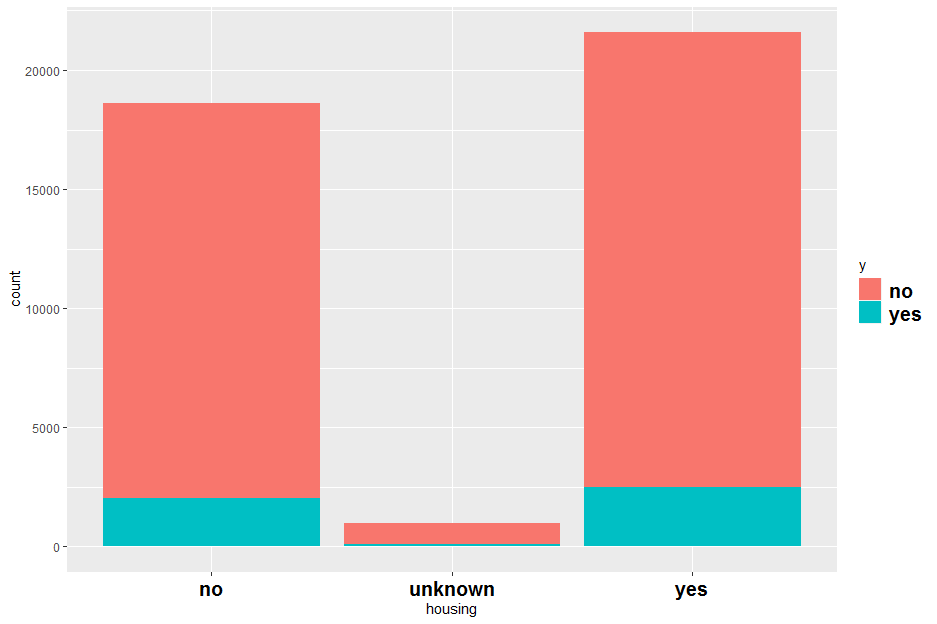 20000
15000
10000
5000
0
count
no unknown yes
housing
y
no
yes